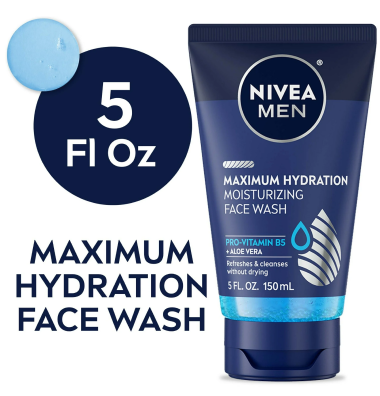 5
Fl Oz
MAXIMUM
HYDRATION
FACE WASH
NIVEA
MEN
MAXIMUM HYDRATION
MOISTURIZING
FACE WASH
PRO-VITAMIN B5
+ ALOE VERA
Refreshes & cleanses
without drying
5 FL. OZ. 150 mL